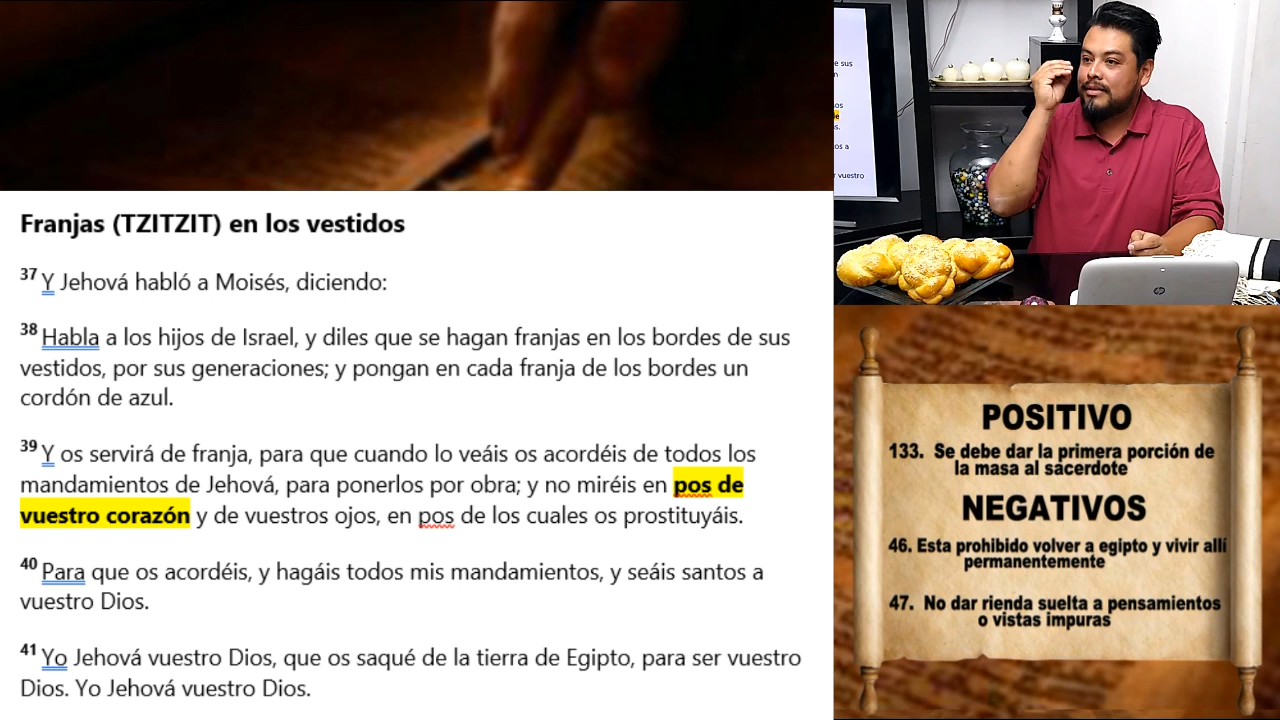 Franjas (TZITZIT) en los vestidos
37 Y Jehová habló a Moisés, diciendo:
38 Habla a los hijos de Israel, y diles que se hagan franjas en los bordes de sus
vestidos, por sus generaciones; y pongan en cada franja de los bordes un
cordón de azul.
39 Y os servirá de franja, para que cuando lo veáis os acordéis de todos los
mandamientos de Jehová, para ponerlos por obra; y no miréis en pos de
vuestro corazón y de vuestros ojos, en pos de los cuales os prostituyáis.
40 Para que os acordéis, y hagáis todos mis mandamientos, y seáis santos a
vuestro Dios.
41 Yo Jehová vuestro Dios, que os saqué de la tierra de Egipto, para ser vuestro
Dios. Yo Jehová vuestro Dios.
e sus
n
os
e
s.
os a
r vuestro
hp
POSITIVO
133. Se debe dar la primera porción de
la masa al sacerdote
NEGATIVOS
46. Esta prohibido volver a egipto y vivir allí
permanentemente
47. No dar rienda suelta a pensamientos
o vistas impuras